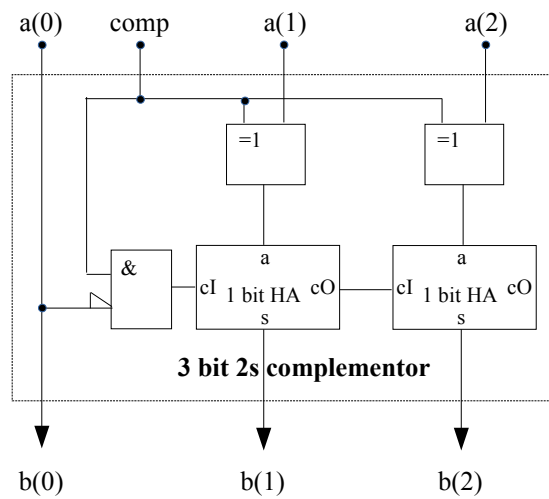 a(0) comp a(1) a(2)
=1 =1
&
a a
cI 1 bit HA cO cI 1 bit HA cO
s s
3 bit 2s complementor
b(0) b(1) b(2)